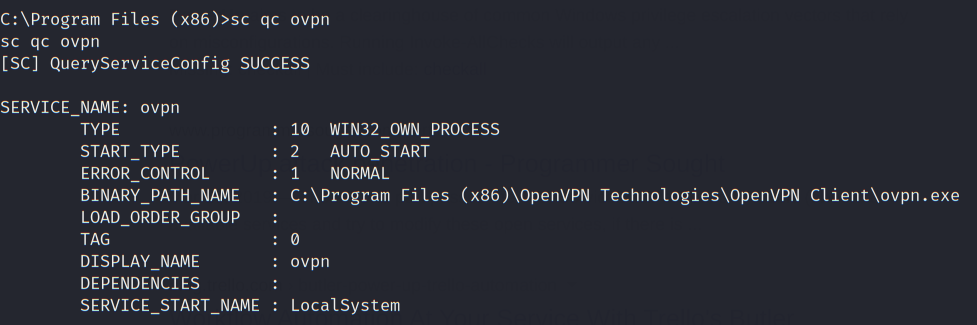 C:\Program Files (x86)>sc qc ovpn
sc qc ovpn
[SC] QueryServiceConfig SUCCESS

SERVICE_NAME: ovpn
        TYPE               : 10  WIN32_OWN_PROCESS
        START_TYPE         : 2   AUTO_START
        ERROR_CONTROL      : 1   NORMAL
        BINARY_PATH_NAME   : C:\Program Files (x86)\OpenVPN Technologies\OpenVPN Client\ovpn.exe
        LOAD_ORDER_GROUP   :
        TAG                : 0
        DISPLAY_NAME       : ovpn
        DEPENDENCIES       :
        SERVICE_START_NAME : LocalSystem